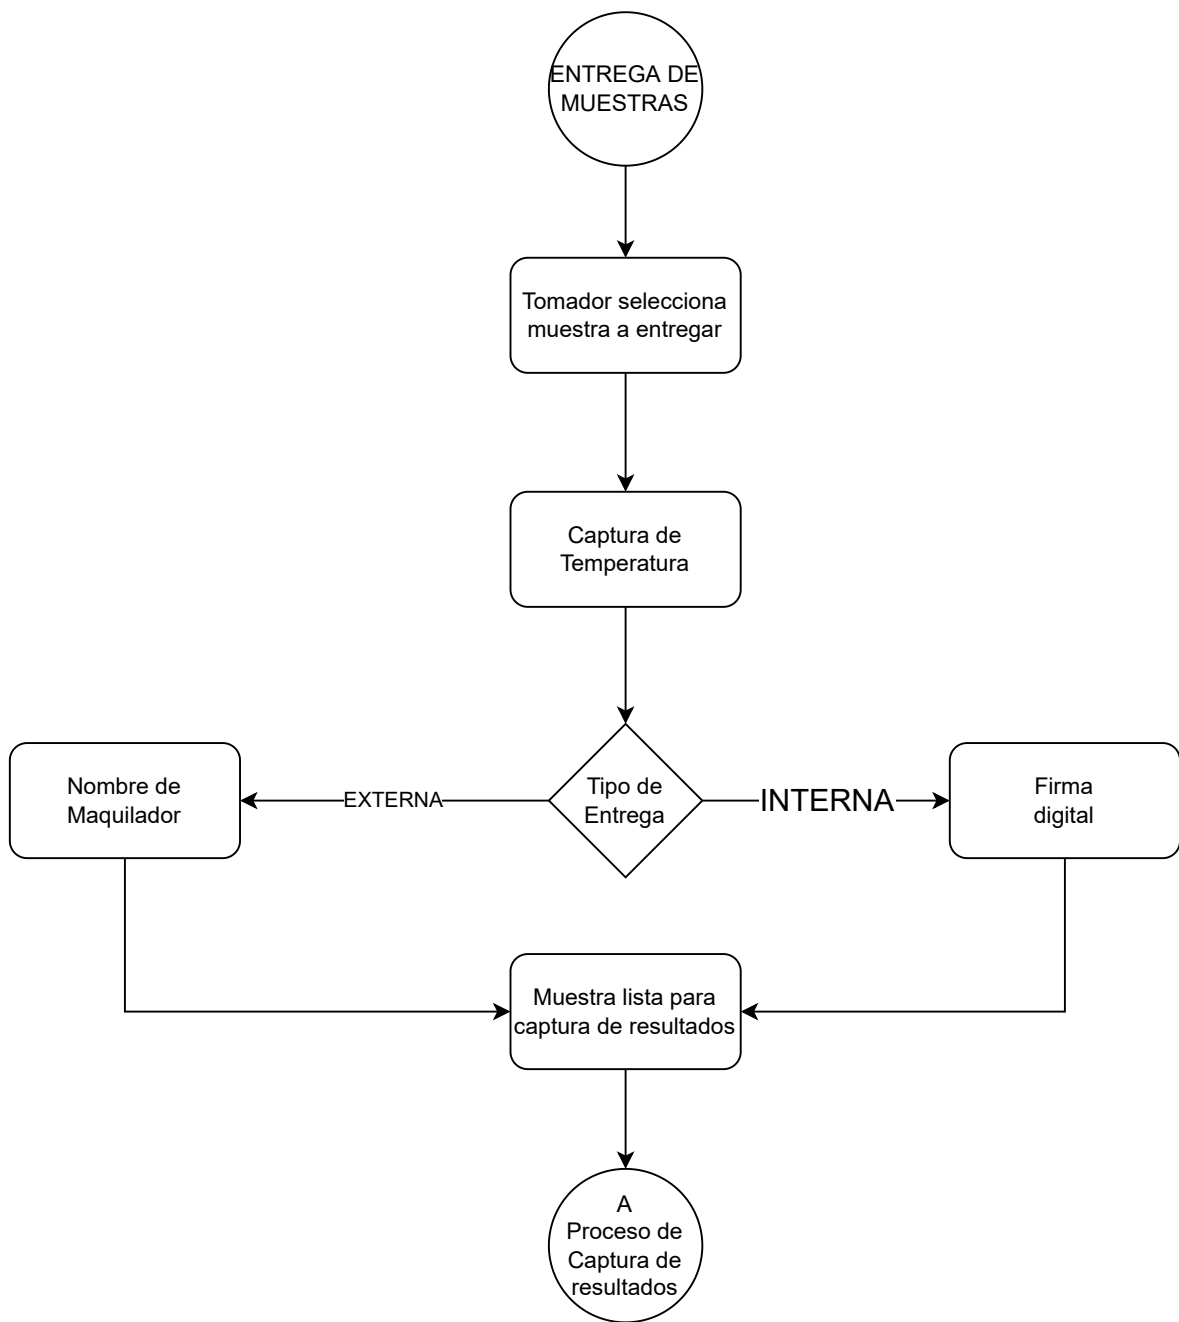 ENTREGA DE
MUESTRAS
Tomador selecciona
muestra a entregar
Captura de
Temperatura
Nombre de
Maquilador
EXTERNA
Tipo de
Entrega
INTERNA
Firma
digital
Muestra lista para
captura de resultados
A
Proceso de
Captura de
resultados